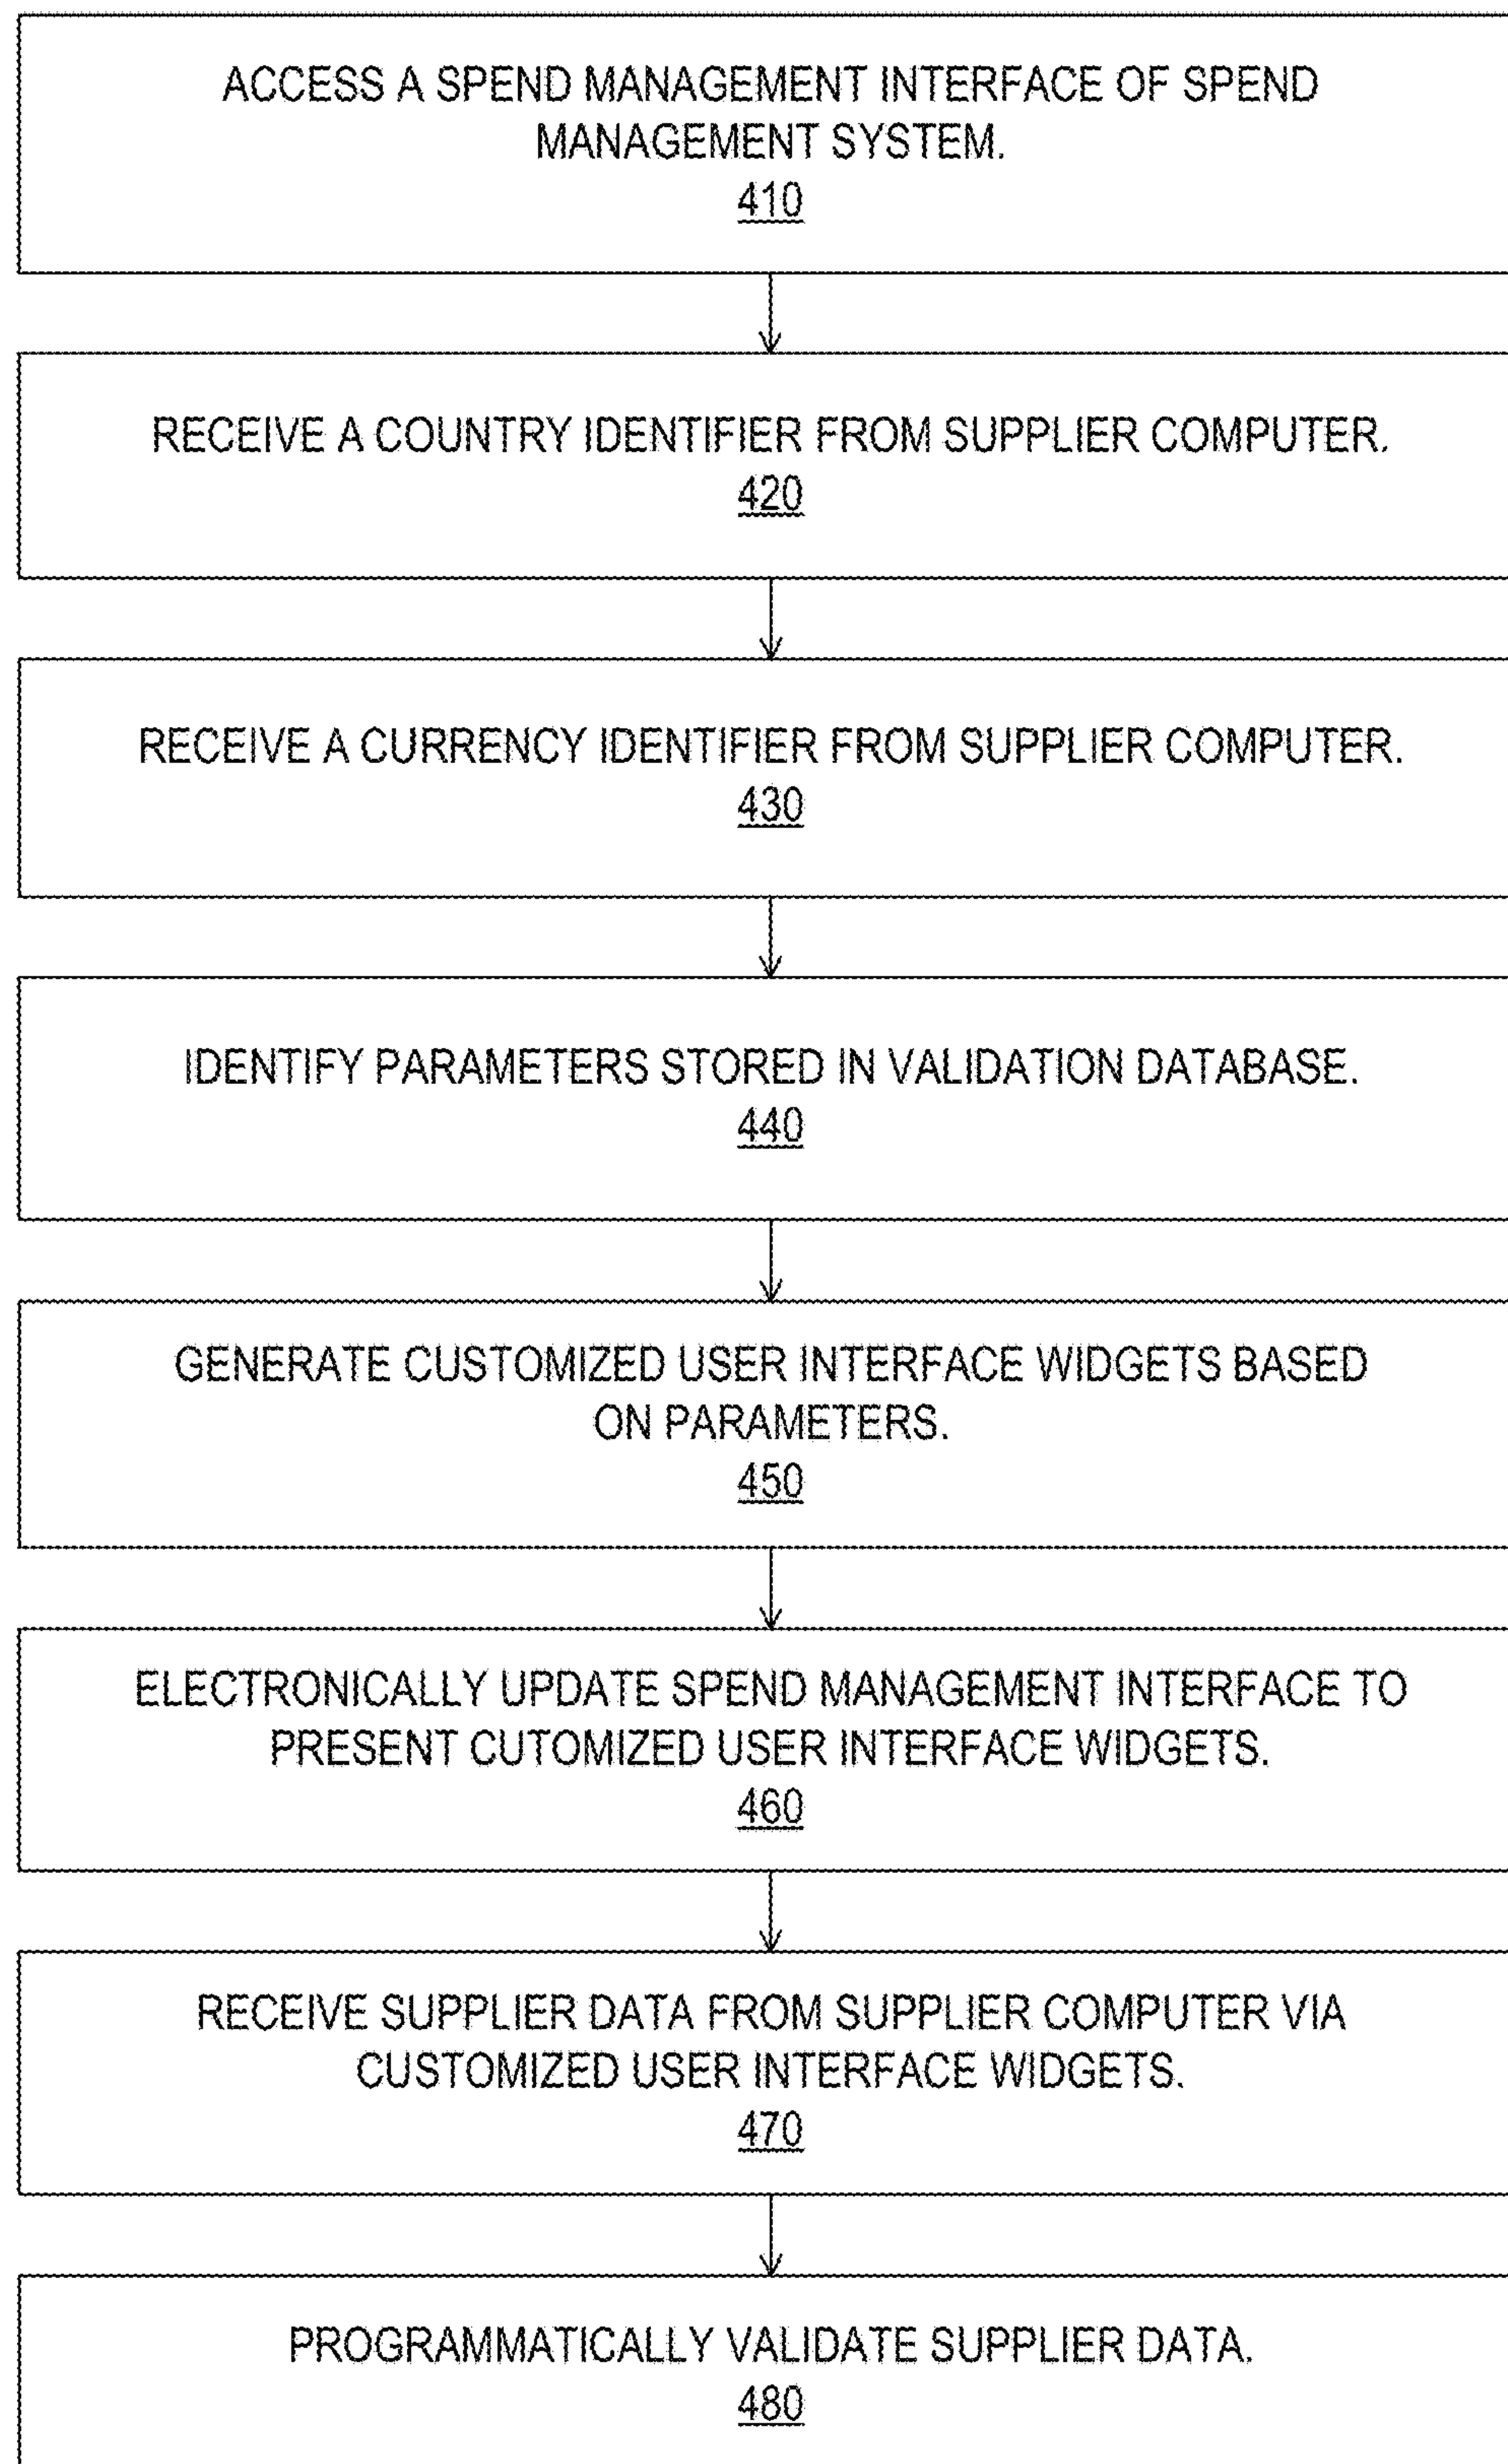 ACCESS A SPEND MANAGEMENT INTERFACE OF SPEND
MANAGEMENT SYSTEM.
410
RECEIVE A COUNTRY IDENTIFIER FROM SUPPLIER COMPUTER.
420
RECEIVE A CURRENCY IDENTIFIER FROM SUPPLIER COMPUTER.
430
IDENTIFY PARAMETERS STORED IN VALIDATION DATABASE.
440
GENERATE CUSTOMIZED USER INTERFACE WIDGETS BASED
ON PARAMETERS.
450
ELECTRONICALLY UPDATE SPEND MANAGEMENT INTERFACE TO
PRESENT CUTOMIZED USER INTERFACE WIDGETS.
460
RECEIVE SUPPLIER DATA FROM SUPPLIER COMPUTER VIA
CUSTOMIZED USER INTERFACE WIDGETS.
470
PROGRAMMATICALLY VALIDATE SUPPLIER DATA.
480